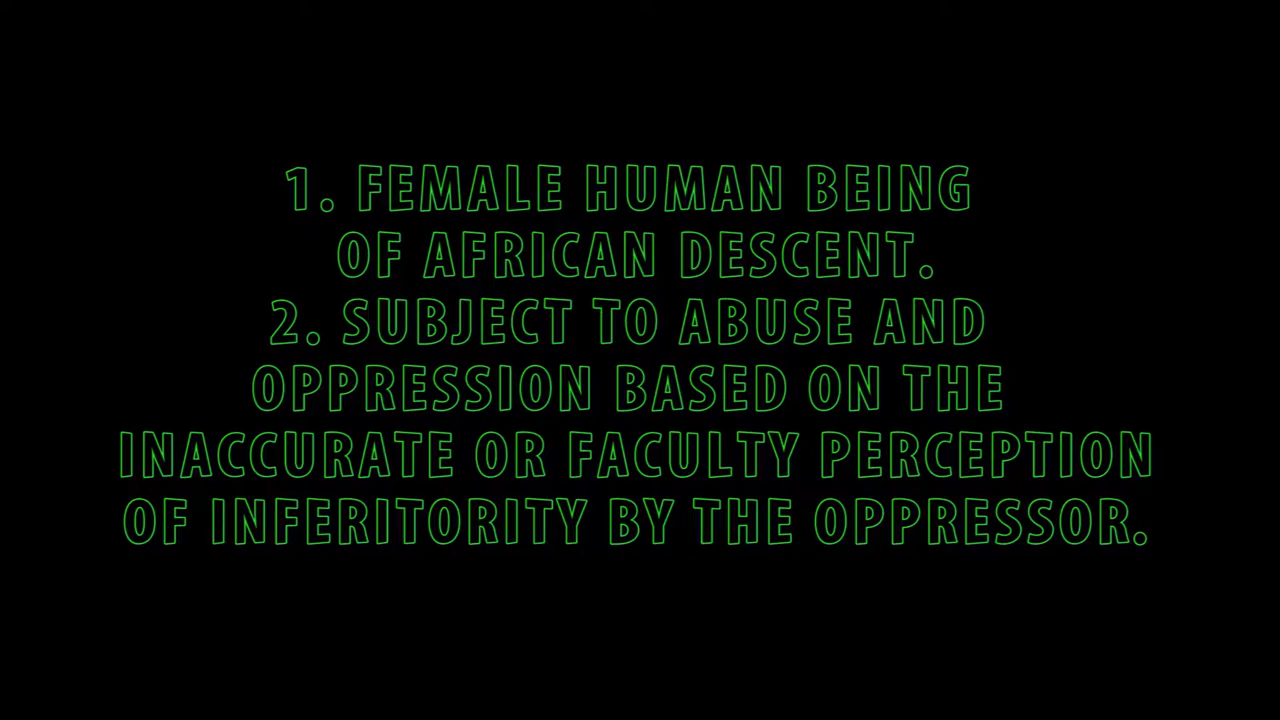 1. FEMALE HUMAN BEING
OF AFRICAN DESCENT.
2. SUBJECT TO ABUSE AND
OPPRESSION BASED ON THE
INACCURATE OR FACULTY PERCEPTION
OF INFERITORITY BY THE OPPRESSOR.